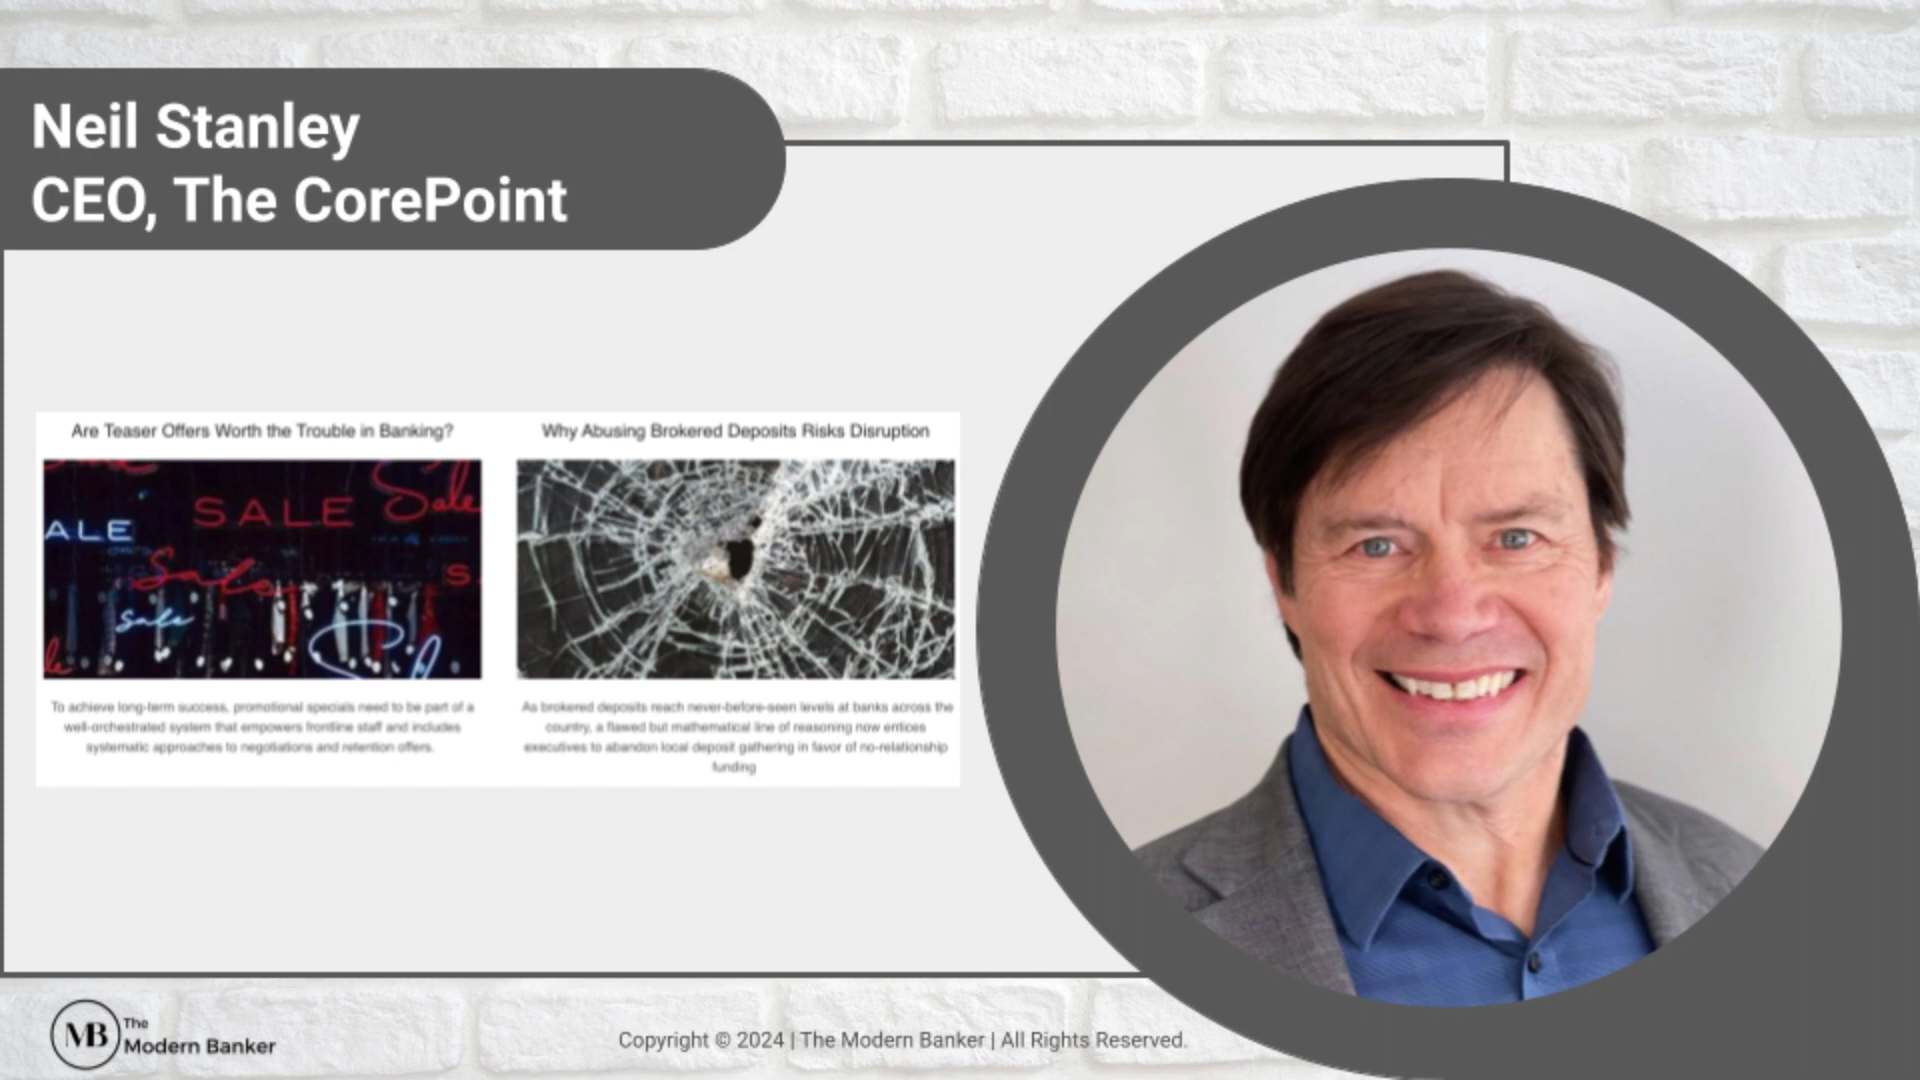 Neil Stanley
CEO, The CorePoint
Are Teaser Offers Worth the Trouble in Banking?
SALE
Sale
ALE
Sale
S
Sale
To achieve long-term success, promotional specials need to be part of a
well-orchestrated system that empowers frontline staff and includes
systematic approaches to negotiations and retention offers.
Why Abusing Brokered Deposits Risks Disruption
As brokered deposits reach never-before-seen levels at banks across the
country, a flawed but mathematical line of reasoning now entices
executives to abandon local deposit gathering in favor of no-relationship
funding
MB The
Modern Banker
Copyright © 2024 | The Modern Banker | All Rights Reserved.